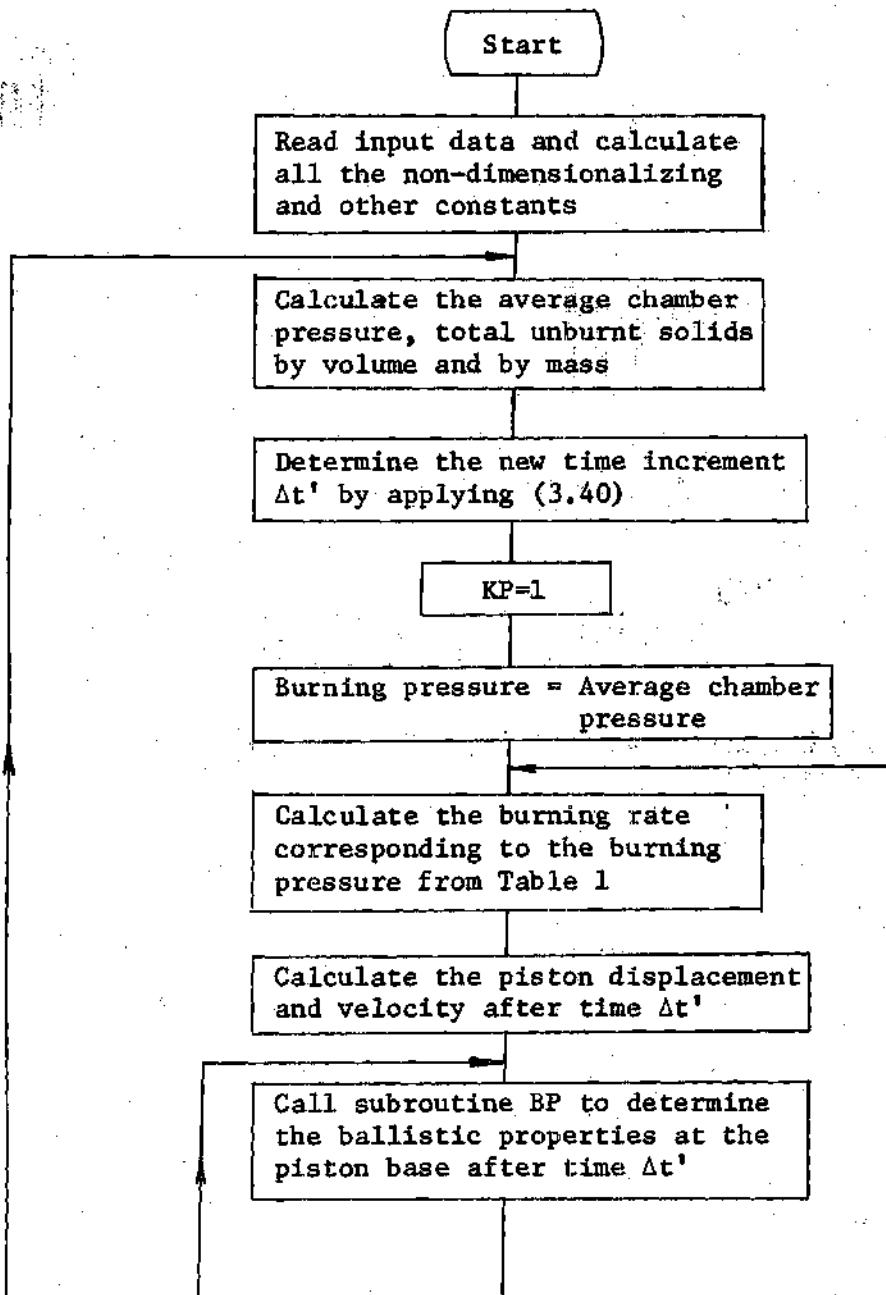 Start
Read input data and calculate
all the non-dimensionalizing
and other constants
Calculate the average chamber
pressure, total unburnt solids
by volume and by mass
Determine the new time increment
Δt' by applying (3.40)
KP=1
Burning pressure = Average chamber
pressure
Calculate the burning rate
corresponding to the burning
pressure from Table 1
Calculate the piston displacement
and velocity after time Δt'
Call subroutine BP to determine
the ballistic properties at the
piston base after time Δt'